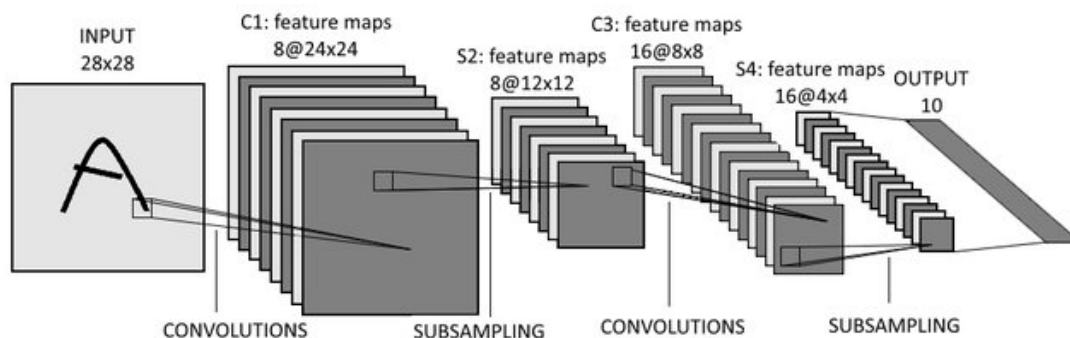 INPUT
28x28
C1: feature maps
8@24x24
S2: feature maps
8@12x12
C3: feature maps
16@8x8
S4: feature maps
16@4x4
OUTPUT
10
CONVOLUTIONS
SUBSAMPLING
CONVOLUTIONS
SUBSAMPLING